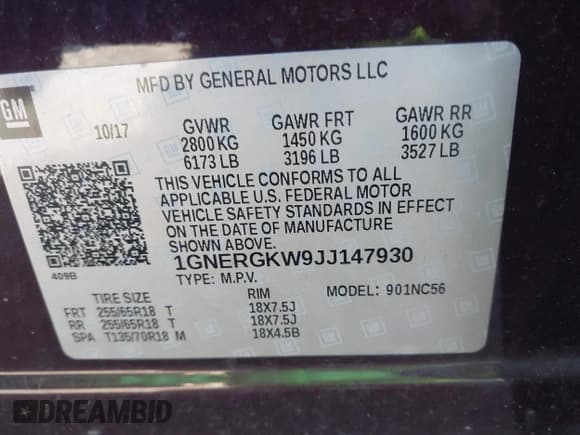 GM
MFD BY GENERAL MOTORS LLC
10/17
GVWR GAWR FRT GAWR RR
2800 KG 1450 KG 1600 KG
6173 LB 3196 LB 3527 LB
THIS VEHICLE CONFORMS TO ALL
APPLICABLE U.S. FEDERAL MOTOR
VEHICLE SAFETY STANDARDS IN EFFECT
ON THE DATE OF MANUFACTURE
SHOWN ABOVE
1GNERGKW9JJ147930
409B
TYPE: M.P.V. MODEL: 901NC56
TIRE SIZE RIM
FRT 255/65R18 T 18X7.5J
RR 255/65R18 T 18X7.5J
SPA T135/70R18 M 18X4.5B
DREAMBID